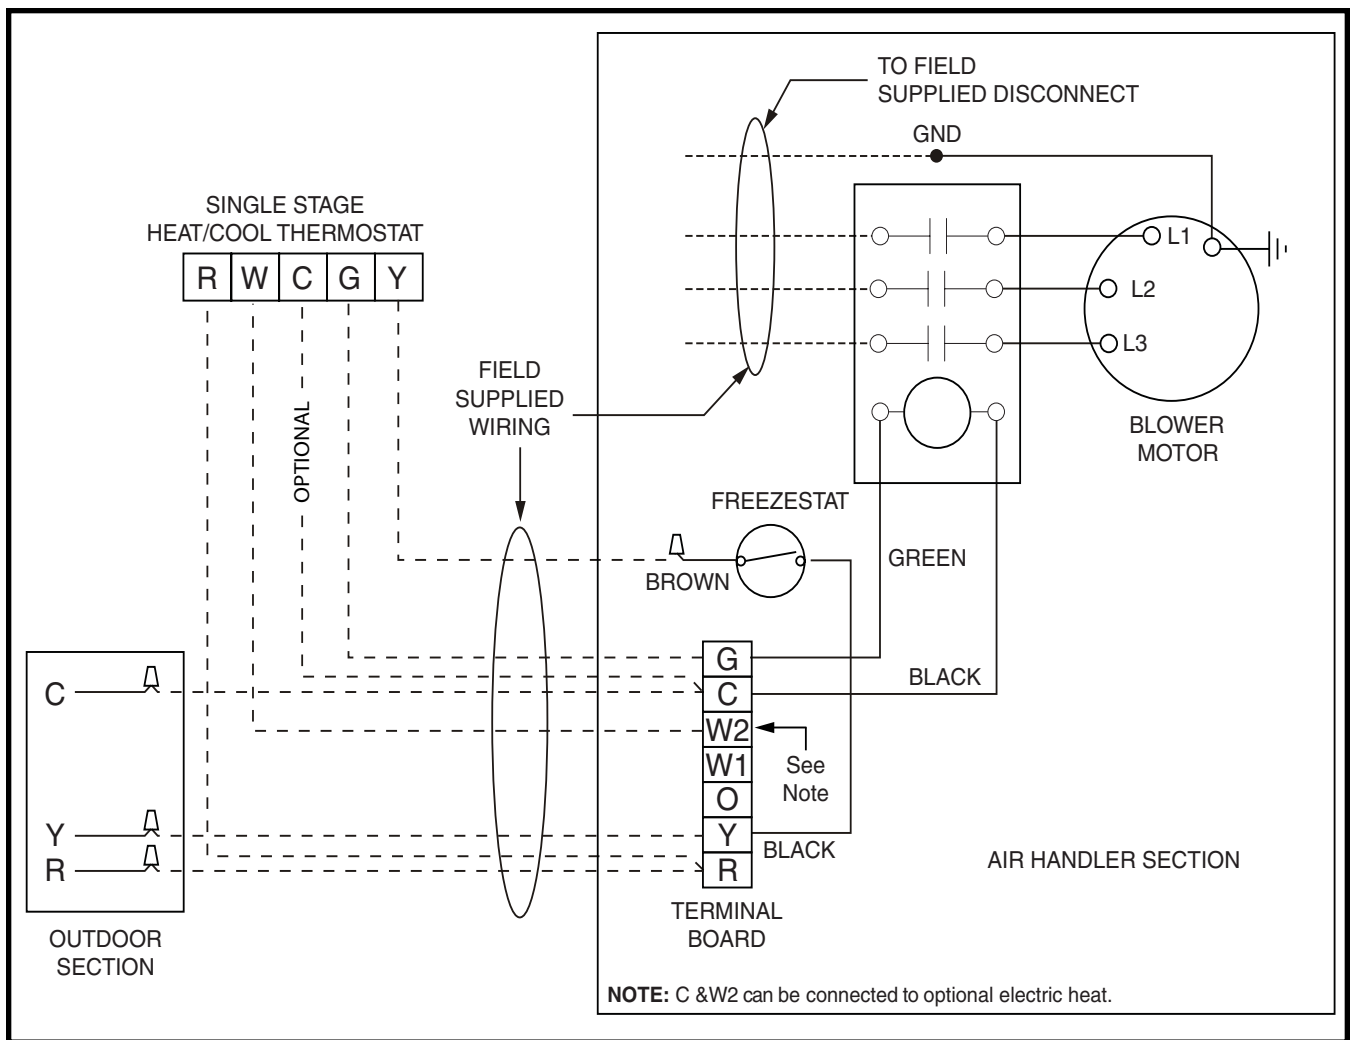 TO FIELD
SUPPLIED DISCONNECT
GND
SINGLE STAGE
HEAT/COOL THERMOSTAT
R W C G Y
L1
L2
L3
BLOWER
MOTOR
FIELD
SUPPLIED
WIRING
OPTIONAL
FREEZESTAT
BROWN
GREEN
BLACK
G
C
W2
W1
O
Y
R
See
Note
BLACK
TERMINAL
BOARD
AIR HANDLER SECTION
C
Y
R
OUTDOOR
SECTION
NOTE: C &W2 can be connected to optional electric heat.